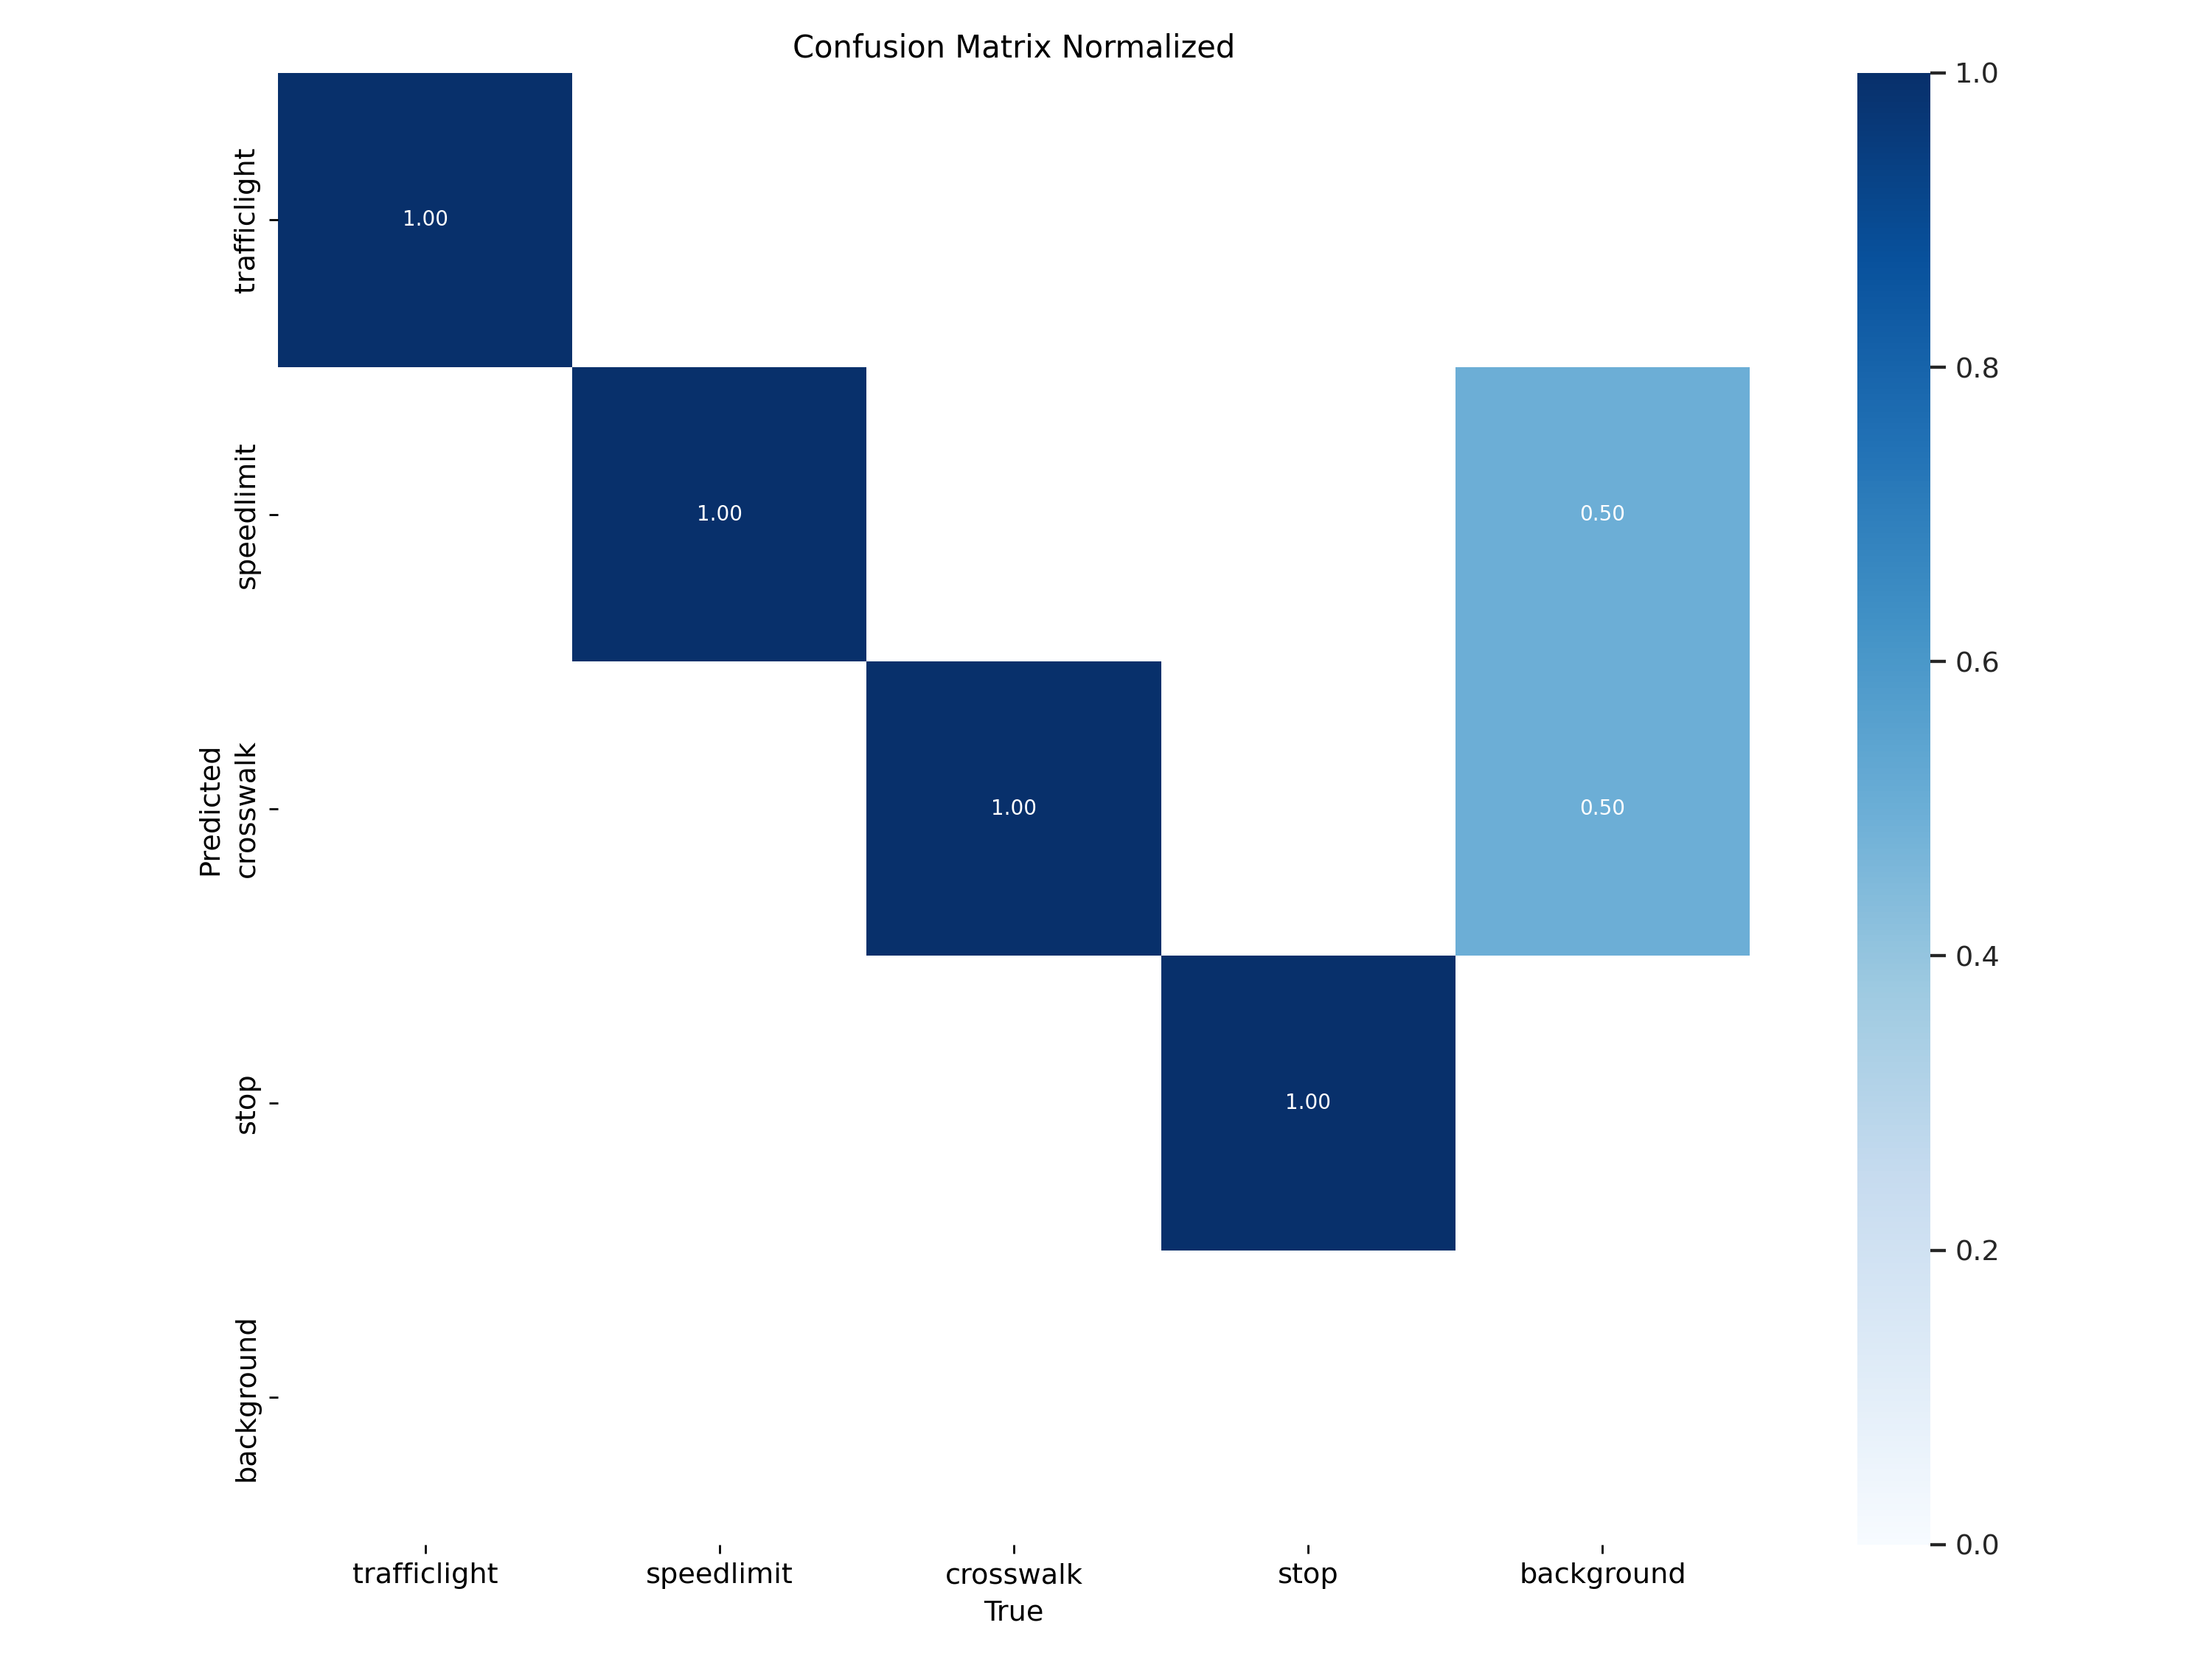 Confusion Matrix Normalized
trafficlight
speedlimit
crosswalk
stop
background
Predicted
1.00
1.00
0.50
1.00
0.50
1.00
trafficlight
speedlimit
crosswalk
stop
background
True
1.0
0.8
0.6
0.4
0.2
0.0